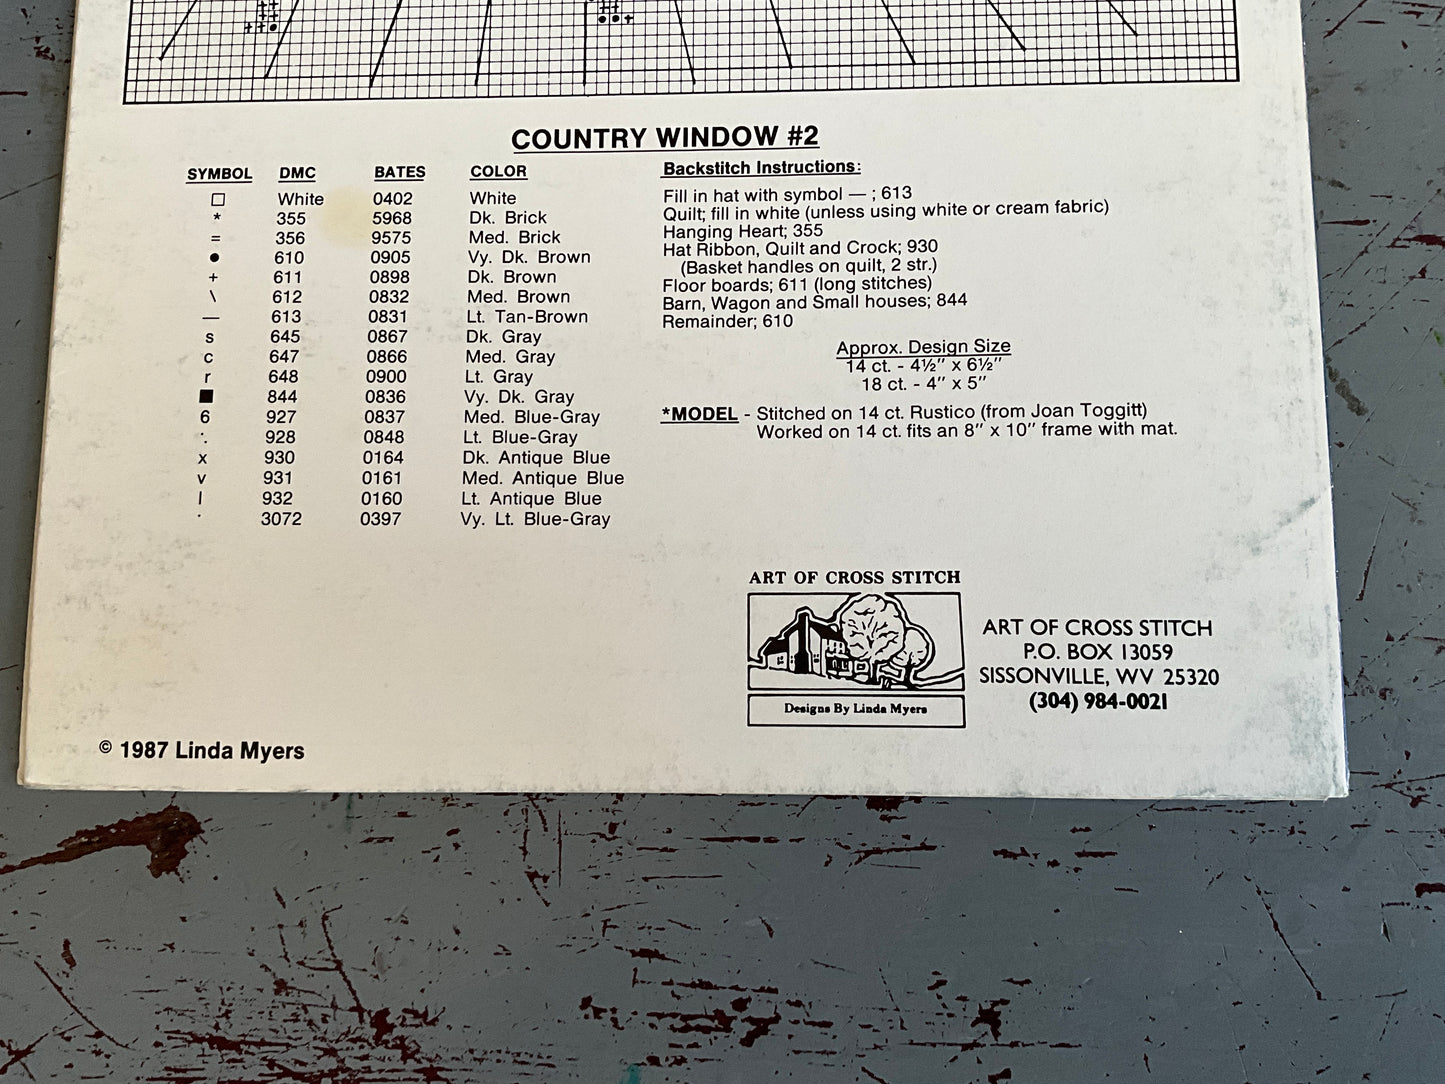 COUNTRY WINDOW #2
SYMBOL DMC BATES COLOR
□ White 0402 White
* 355 5968 Dk. Brick
= 356 9575 Med. Brick
● 610 0905 Vy. Dk. Brown
+ 611 0898 Dk. Brown
\ 612 0832 Med. Brown
— 613 0831 Lt. Tan-Brown
s 645 0867 Dk. Gray
c 647 0866 Med. Gray
r 648 0900 Lt. Gray
■ 844 0836 Vy. Dk. Gray
6 927 0837 Med. Blue-Gray
·. 928 0848 Lt. Blue-Gray
x 930 0164 Dk. Antique Blue
v 931 0161 Med. Antique Blue
l 932 0160 Lt. Antique Blue
· 3072 0397 Vy. Lt. Blue-Gray
Backstitch Instructions:
Fill in hat with symbol — ; 613
Quilt; fill in white (unless using white or cream fabric)
Hanging Heart; 355
Hat Ribbon, Quilt and Crock; 930
(Basket handles on quilt, 2 str.)
Floor boards; 611 (long stitches)
Barn, Wagon and Small houses; 844
Remainder; 610
Approx. Design Size
14 ct. - 4½" x 6½"
18 ct. - 4" x 5"
*MODEL - Stitched on 14 ct. Rustico (from Joan Toggitt)
Worked on 14 ct. fits an 8" x 10" frame with mat.
ART OF CROSS STITCH
Designs By Linda Myers
ART OF CROSS STITCH
P.O. BOX 13059
SISSONVILLE, WV 25320
(304) 984-0021
© 1987 Linda Myers